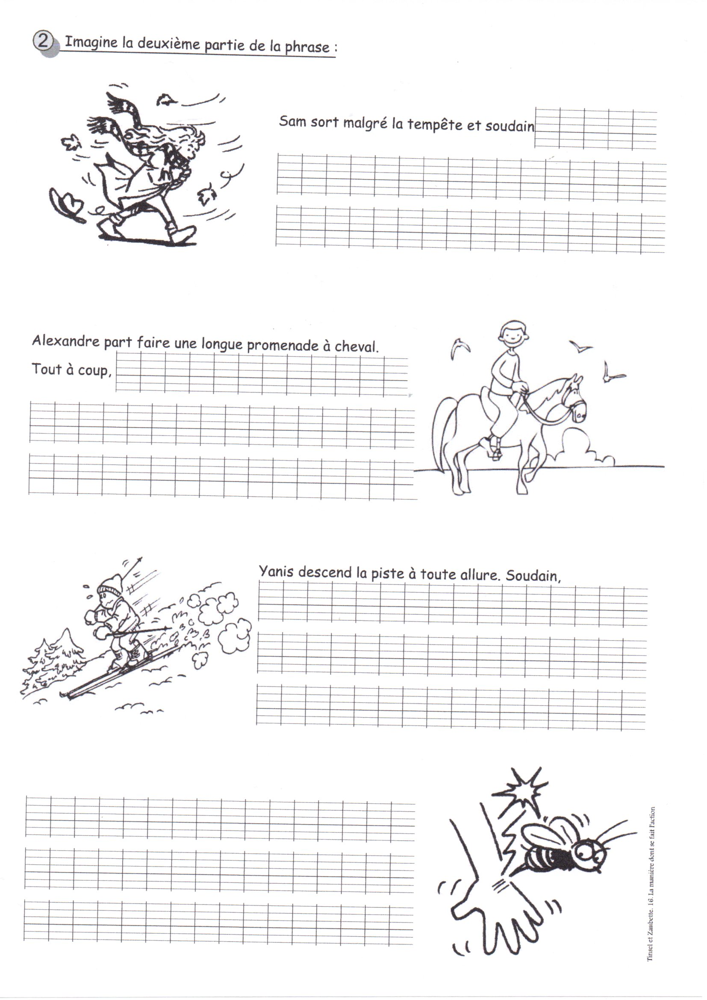 2 Imagine la deuxième partie de la phrase :
Sam sort malgré la tempête et soudain
Alexandre part faire une longue promenade à cheval.
Tout à coup,
Yanis descend la piste à toute allure. Soudain,
Tinsel et Zaubette. 16. La manière dont se fait l'action